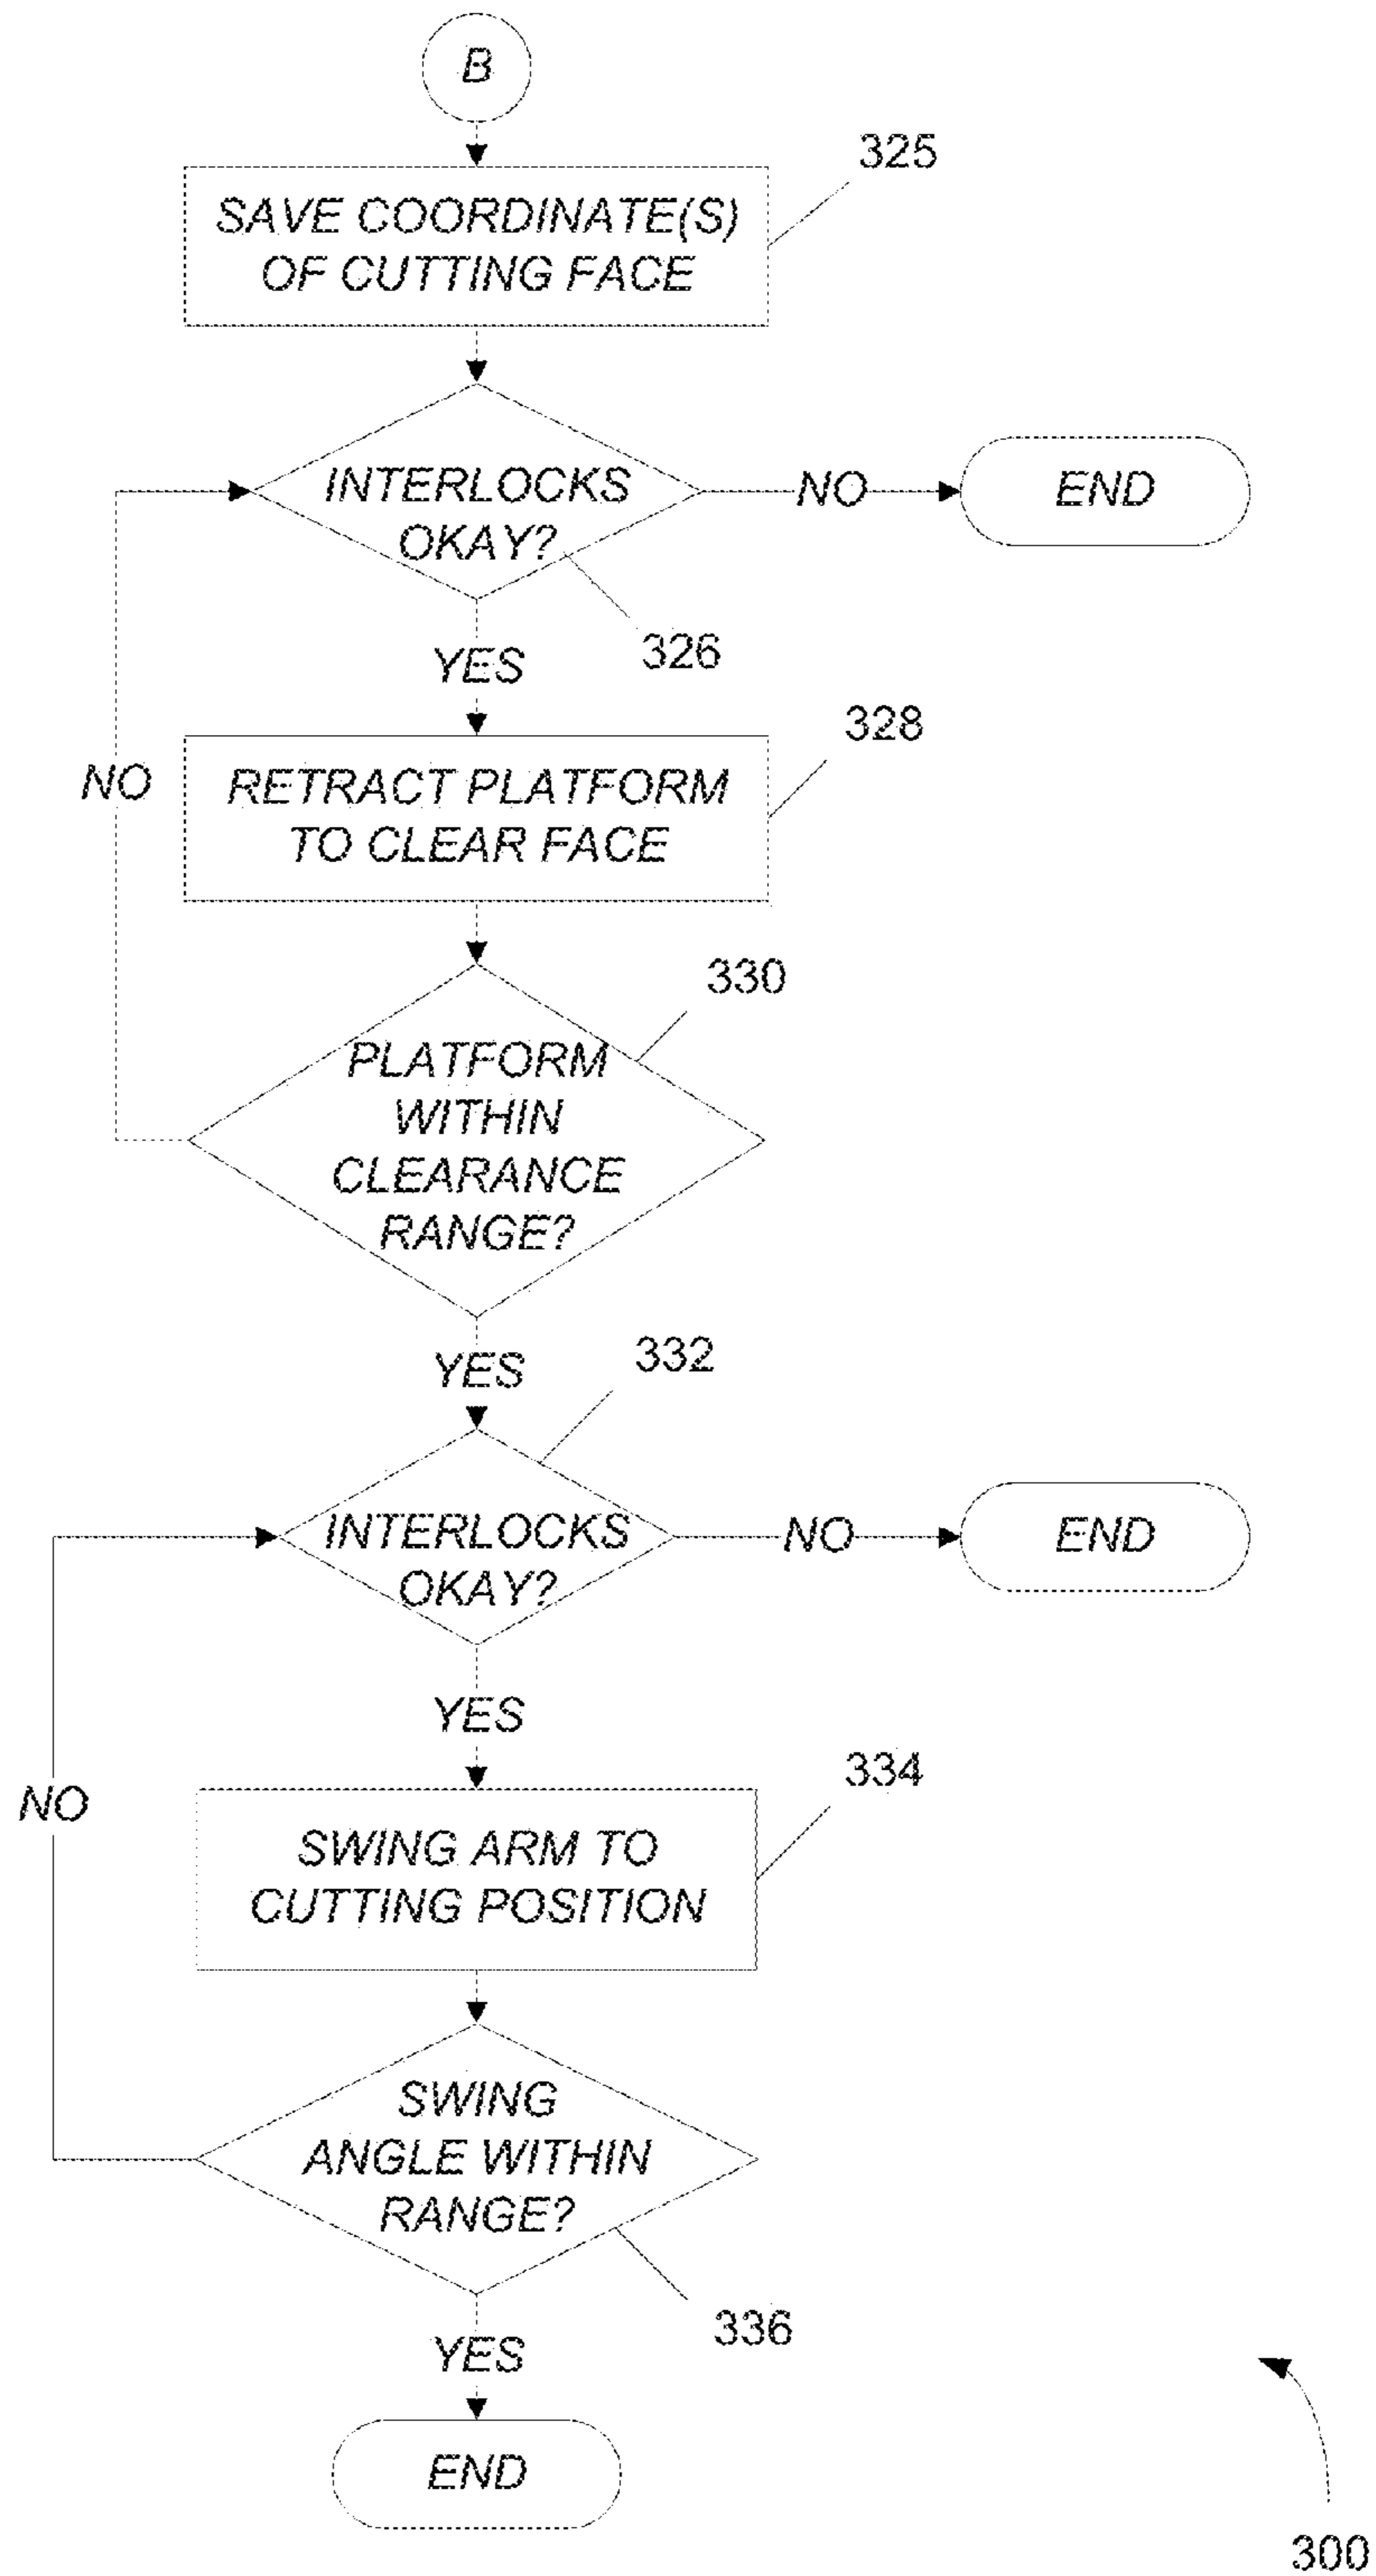 B
325
SAVE COORDINATE(S)
OF CUTTING FACE
INTERLOCKS
OKAY?
NO
END
326
YES
328
NO
RETRACT PLATFORM
TO CLEAR FACE
330
PLATFORM
WITHIN
CLEARANCE
RANGE?
YES
332
INTERLOCKS
OKAY?
NO
END
YES
334
NO
SWING ARM TO
CUTTING POSITION
SWING
ANGLE WITHIN
RANGE?
336
YES
END
300